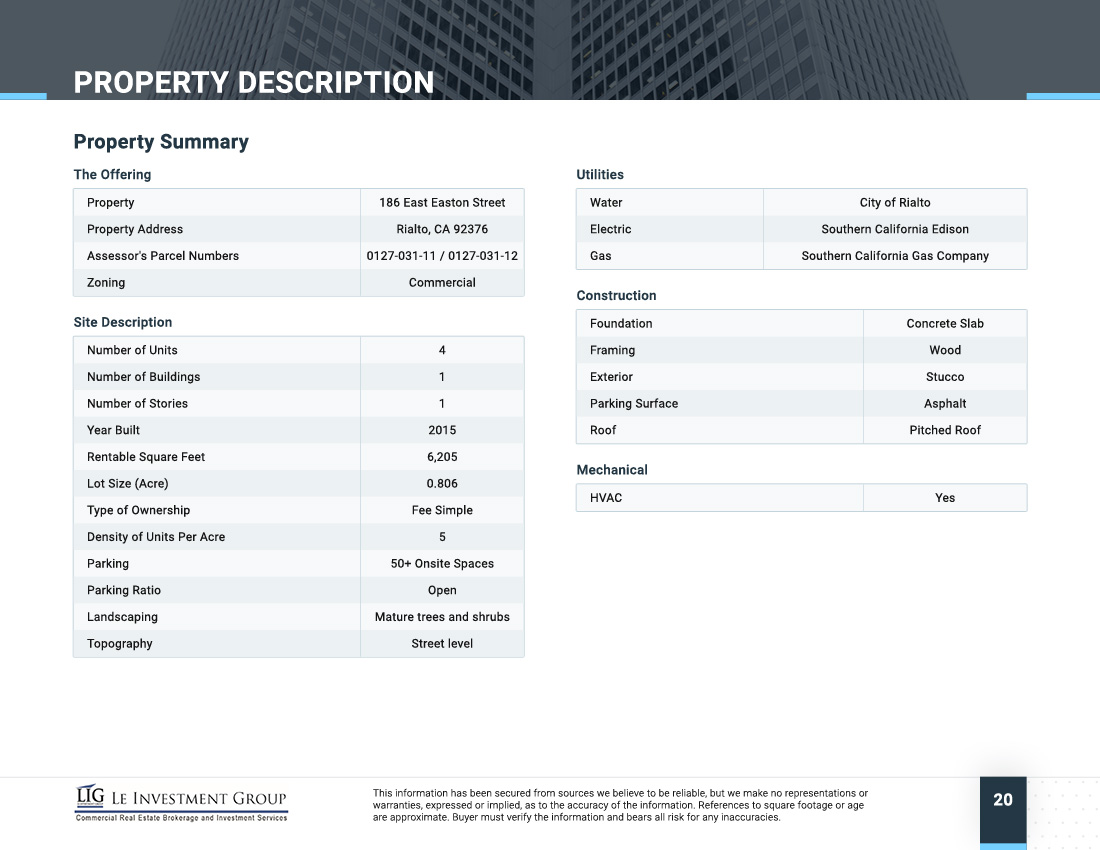 PROPERTY DESCRIPTION
Property Summary
The Offering
Property 186 East Easton Street
Property Address Rialto, CA 92376
Assessor's Parcel Numbers 0127-031-11 / 0127-031-12
Zoning Commercial
Site Description
Number of Units 4
Number of Buildings 1
Number of Stories 1
Year Built 2015
Rentable Square Feet 6,205
Lot Size (Acre) 0.806
Type of Ownership Fee Simple
Density of Units Per Acre 5
Parking 50+ Onsite Spaces
Parking Ratio Open
Landscaping Mature trees and shrubs
Topography Street level
Utilities
Water City of Rialto
Electric Southern California Edison
Gas Southern California Gas Company
Construction
Foundation Concrete Slab
Framing Wood
Exterior Stucco
Parking Surface Asphalt
Roof Pitched Roof
Mechanical
HVAC Yes
LIG LE INVESTMENT GROUP
Commercial Real Estate Brokerage and Investment Services
This information has been secured from sources we believe to be reliable, but we make no representations or
warranties, expressed or implied, as to the accuracy of the information. References to square footage or age
are approximate. Buyer must verify the information and bears all risk for any inaccuracies.
20